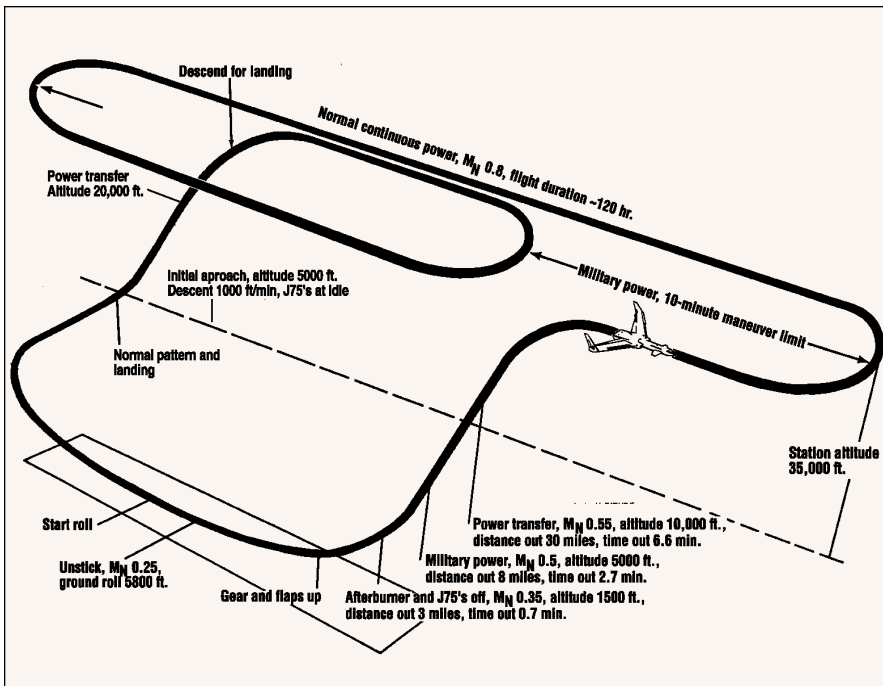 Descend for landing
Normal continuous power, MN 0.8, flight duration ~120 hr.
Power transfer
Altitude 20,000 ft.
Initial aproach, altitude 5000 ft.
Descent 1000 ft/min, J75's at idle
Military power, 10-minute maneuver limit
Normal pattern and
landing
Station altitude
35,000 ft.
Start roll
Power transfer, MN 0.55, altitude 10,000 ft.,
distance out 30 miles, time out 6.6 min.
Unstick, MN 0.25,
ground roll 5800 ft.
Military power, MN 0.5, altitude 5000 ft.,
distance out 8 miles, time out 2.7 min.
Gear and flaps up
Afterburner and J75's off, MN 0.35, altitude 1500 ft.,
distance out 3 miles, time out 0.7 min.